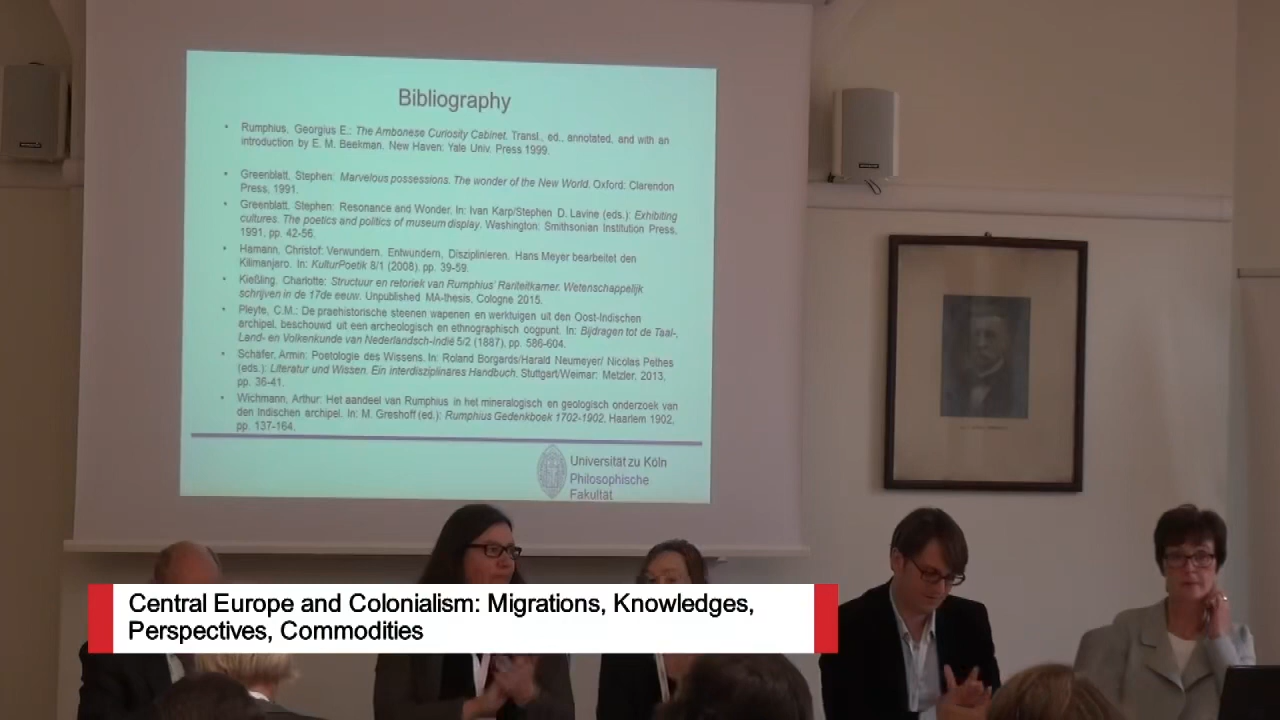 Bibliography
• Rumphius, Georgius E.: The Ambonese Curiosity Cabinet. Transl., ed., annotated, and with an
introduction by E. M. Beekman. New Haven: Yale Univ. Press 1999.
• Greenblatt, Stephen: Marvelous possessions. The wonder of the New World. Oxford: Clarendon
Press, 1991.
• Greenblatt, Stephen: Resonance and Wonder. In: Ivan Karp/Stephen D. Lavine (eds.): Exhibiting
cultures. The poetics and politics of museum display. Washington: Smithsonian Institution Press,
1991, pp. 42-56.
• Hamann, Christof: Verwundern, Entwundern, Disziplinieren. Hans Meyer bearbeitet den
Kilimanjaro. In: KulturPoetik 8/1 (2008), pp. 39-59.
• Kießling, Charlotte: Structuur en retoriek van Rumphius' Rariteitkamer. Wetenschappelijk
schrijven in de 17de eeuw. Unpublished MA-thesis, Cologne 2015.
• Pleyte, C.M.: De praehistorische steenen wapenen en werktuigen uit den Oost-Indischen
archipel, beschouwd uit een archeologisch en ethnographisch oogpunt. In: Bijdragen tot de Taal-,
Land- en Volkenkunde van Nederlandsch-Indië 5/2 (1887), pp. 586-604.
• Schäfer, Armin: Poetologie des Wissens. In: Roland Borgards/Harald Neumeyer/ Nicolas Pethes
(eds.): Literatur und Wissen. Ein interdisziplinäres Handbuch. Stuttgart/Weimar: Metzler, 2013,
pp. 36-41.
• Wichmann, Arthur: Het aandeel van Rumphius in het mineralogisch en geologisch onderzoek van
den Indischen archipel. In: M. Greshoff (ed.): Rumphius Gedenkboek 1702-1902. Haarlem 1902,
pp. 137-164.
Universität zu Köln
Philosophische
Fakultät
Central Europe and Colonialism: Migrations, Knowledges,
Perspectives, Commodities